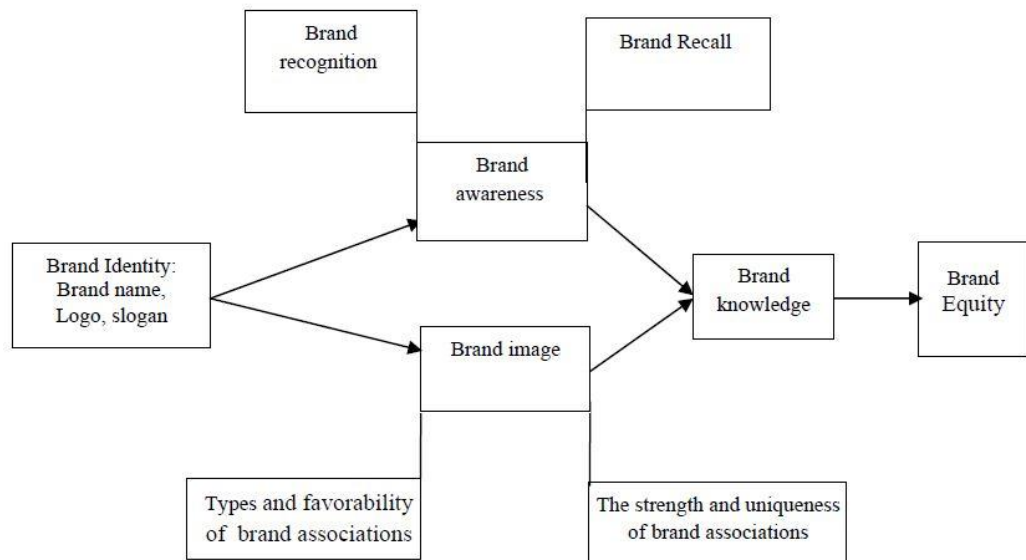 Brand
recognition
Brand Recall
Brand
awareness
Brand Identity:
Brand name,
Logo, slogan
Brand image
Brand
knowledge
Brand
Equity
Types and favorability
of brand associations
The strength and uniqueness
of brand associations